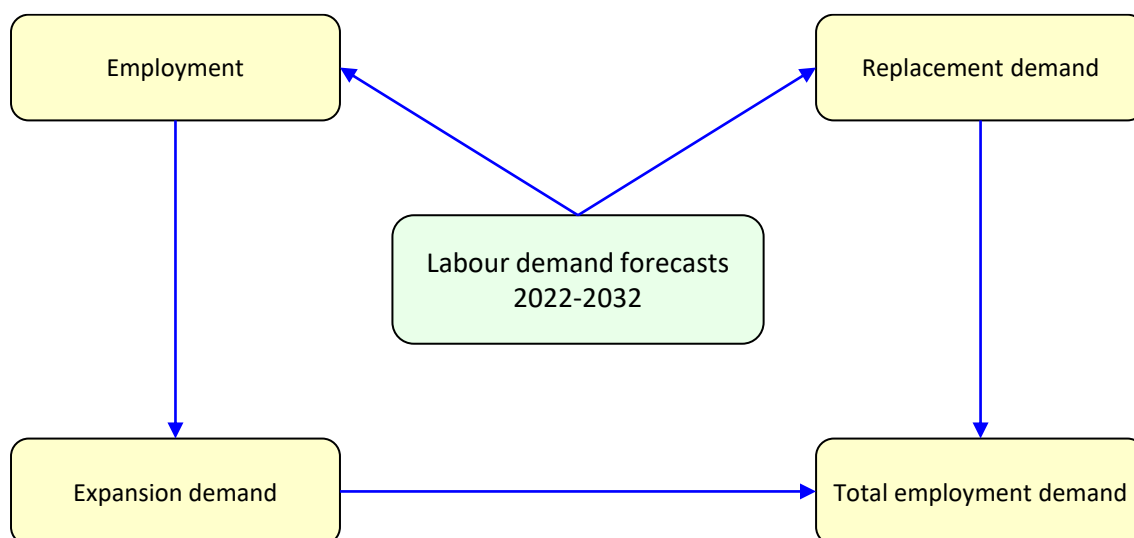 Employment
Replacement demand
Labour demand forecasts
2022-2032
Expansion demand
Total employment demand